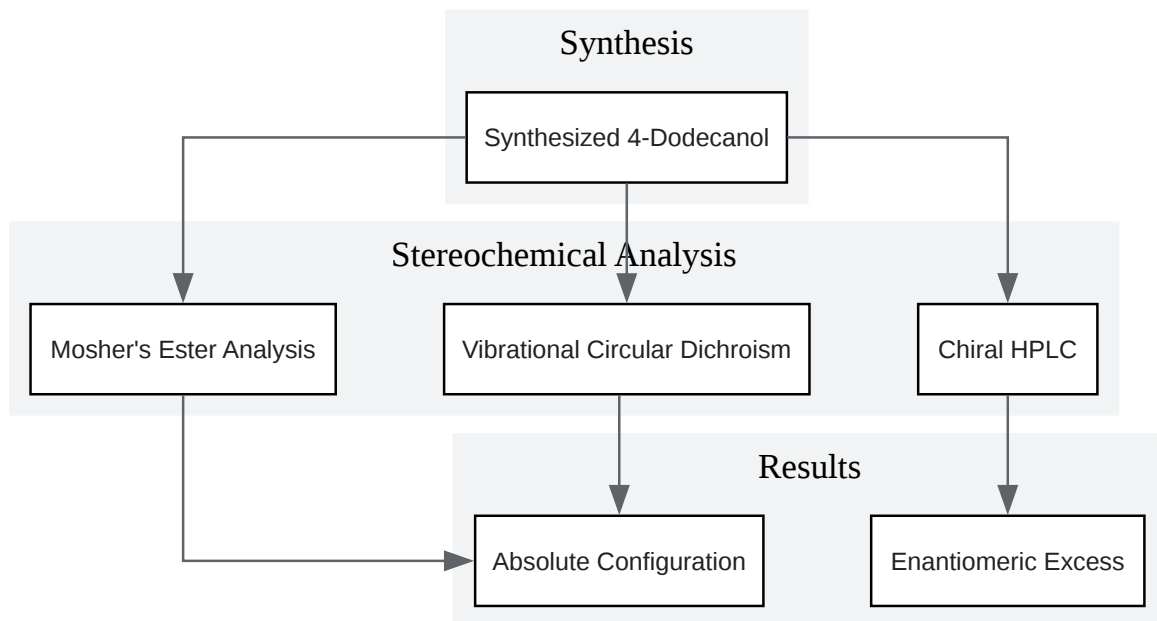 Synthesis
Synthesized 4-Dodecanol
Stereochemical Analysis
Mosher's Ester Analysis
Vibrational Circular Dichroism
Chiral HPLC
Results
Absolute Configuration
Enantiomeric Excess